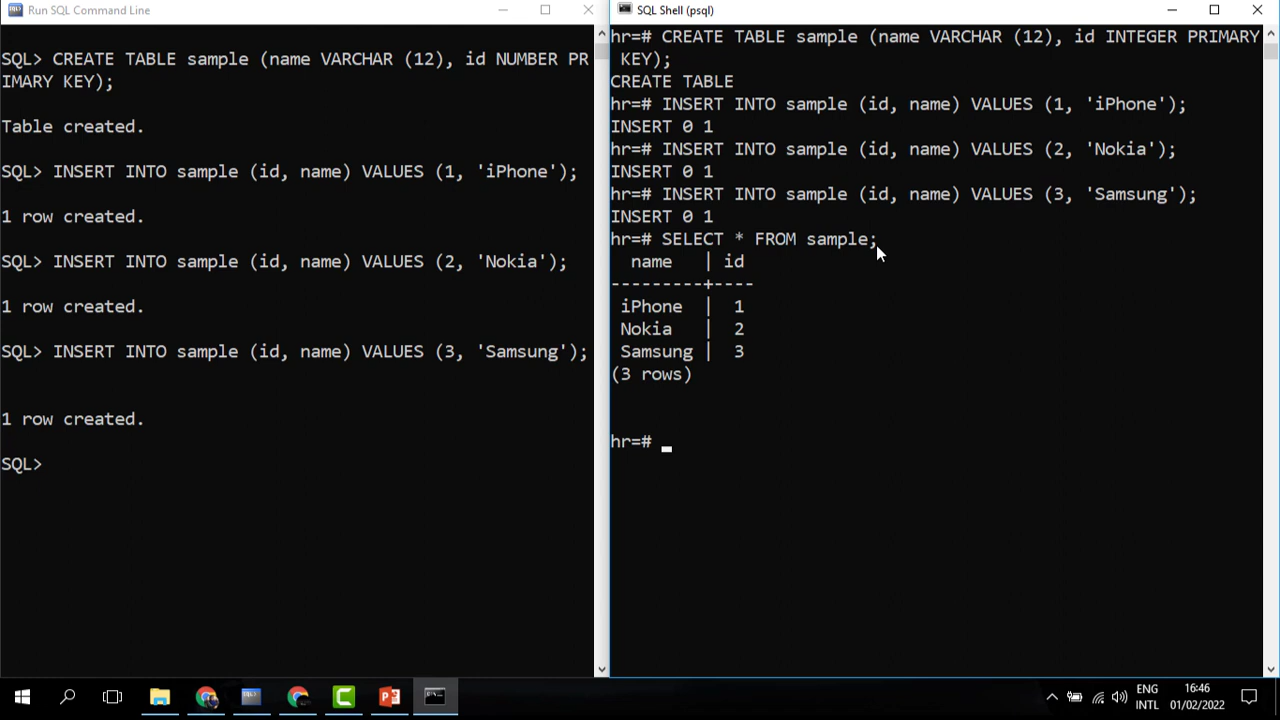 Run SQL Command Line
SQL> CREATE TABLE sample (name VARCHAR (12), id NUMBER PR
IMARY KEY);
Table created.
SQL> INSERT INTO sample (id, name) VALUES (1, 'iPhone');
1 row created.
SQL> INSERT INTO sample (id, name) VALUES (2, 'Nokia');
1 row created.
SQL> INSERT INTO sample (id, name) VALUES (3, 'Samsung');
1 row created.
SQL>
SQL Shell (psql)
hr=# CREATE TABLE sample (name VARCHAR (12), id INTEGER PRIMARY
KEY);
CREATE TABLE
hr=# INSERT INTO sample (id, name) VALUES (1, 'iPhone');
INSERT 0 1
hr=# INSERT INTO sample (id, name) VALUES (2, 'Nokia');
INSERT 0 1
hr=# INSERT INTO sample (id, name) VALUES (3, 'Samsung');
INSERT 0 1
hr=# SELECT * FROM sample;
name | id
---------+----
iPhone | 1
Nokia | 2
Samsung | 3
(3 rows)
hr=#
ENG
INTL
16:46
01/02/2022